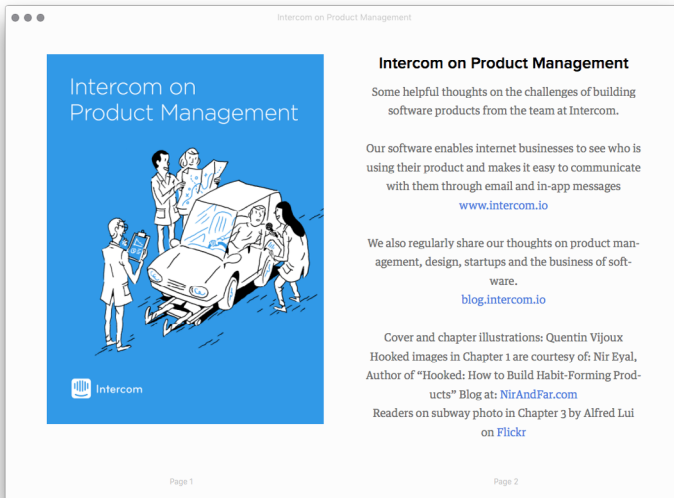 Intercom on Product Management
Intercom on
Product Management
Intercom
Page 1
Intercom on Product Management
Some helpful thoughts on the challenges of building
software products from the team at Intercom.
Our software enables internet businesses to see who is
using their product and makes it easy to communicate
with them through email and in-app messages
www.intercom.io
We also regularly share our thoughts on product man-
agement, design, startups and the business of soft-
ware.
blog.intercom.io
Cover and chapter illustrations: Quentin Vijoux
Hooked images in Chapter 1 are courtesy of: Nir Eyal,
Author of “Hooked: How to Build Habit-Forming Prod-
ucts” Blog at: NirAndFar.com
Readers on subway photo in Chapter 3 by Alfred Lui
on Flickr
Page 2